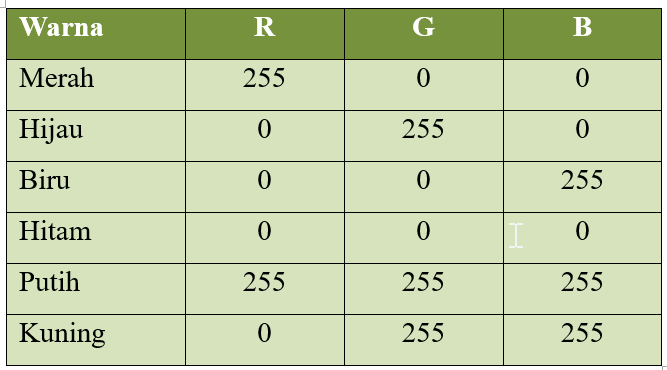 Warna R G B
Merah 255 0 0
Hijau 0 255 0
Biru 0 0 255
Hitam 0 0 0
Putih 255 255 255
Kuning 0 255 255